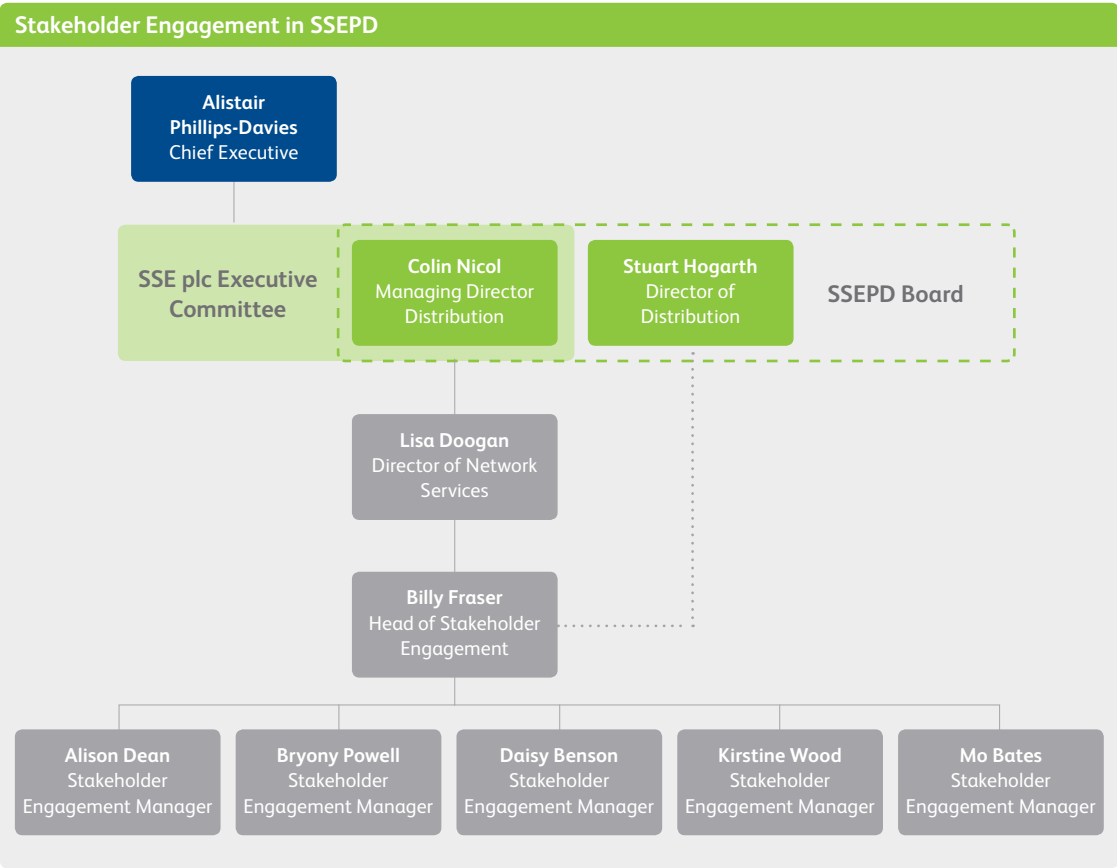 Stakeholder Engagement in SSEPD
Alistair
Phillips-Davies
Chief Executive
SSE plc Executive
Committee
Colin Nicol
Managing Director
Distribution
Stuart Hogarth
Director of
Distribution
SSEPD Board
Lisa Doogan
Director of Network
Services
Billy Fraser
Head of Stakeholder
Engagement
Alison Dean
Stakeholder
Engagement Manager
Bryony Powell
Stakeholder
Engagement Manager
Daisy Benson
Stakeholder
Engagement Manager
Kirstine Wood
Stakeholder
Engagement Manager
Mo Bates
Stakeholder
Engagement Manager